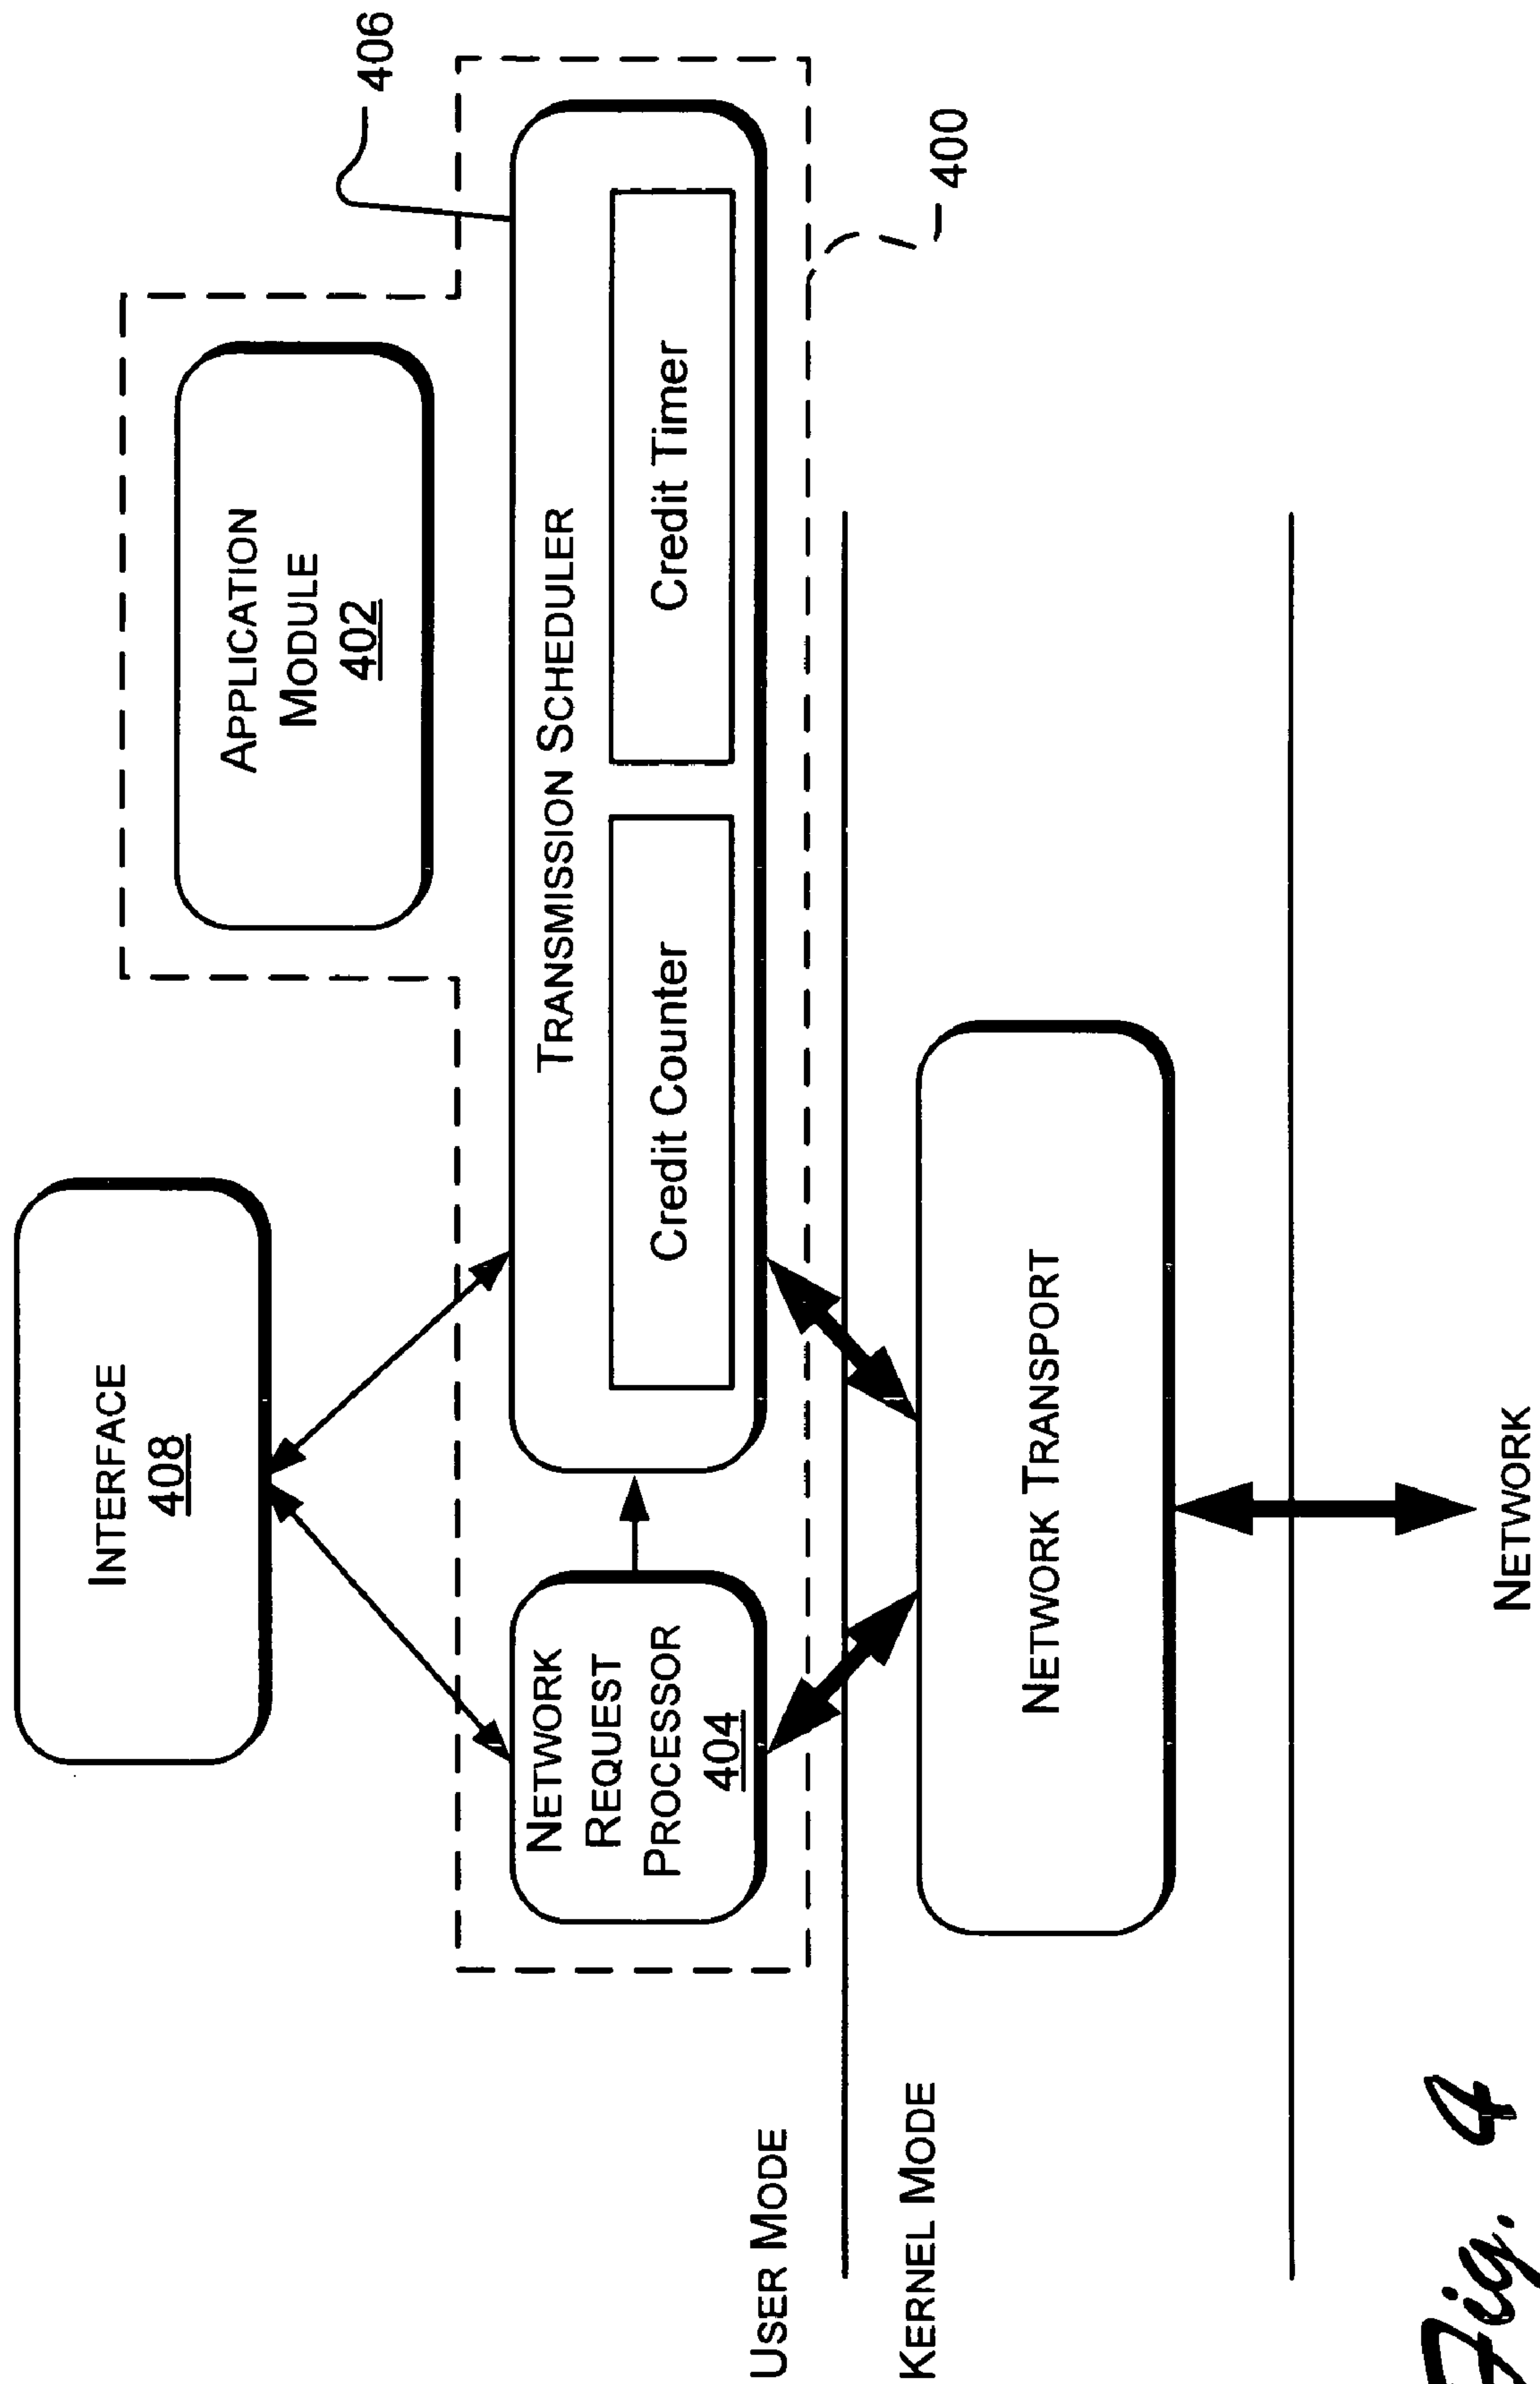 INTERFACE
408
APPLICATION
MODULE
402
406
NETWORK
REQUEST
PROCESSOR
404
TRANSMISSION SCHEDULER
Credit Counter
Credit Timer
400
USER MODE
KERNEL MODE
NETWORK TRANSPORT
NETWORK
Fig. 4